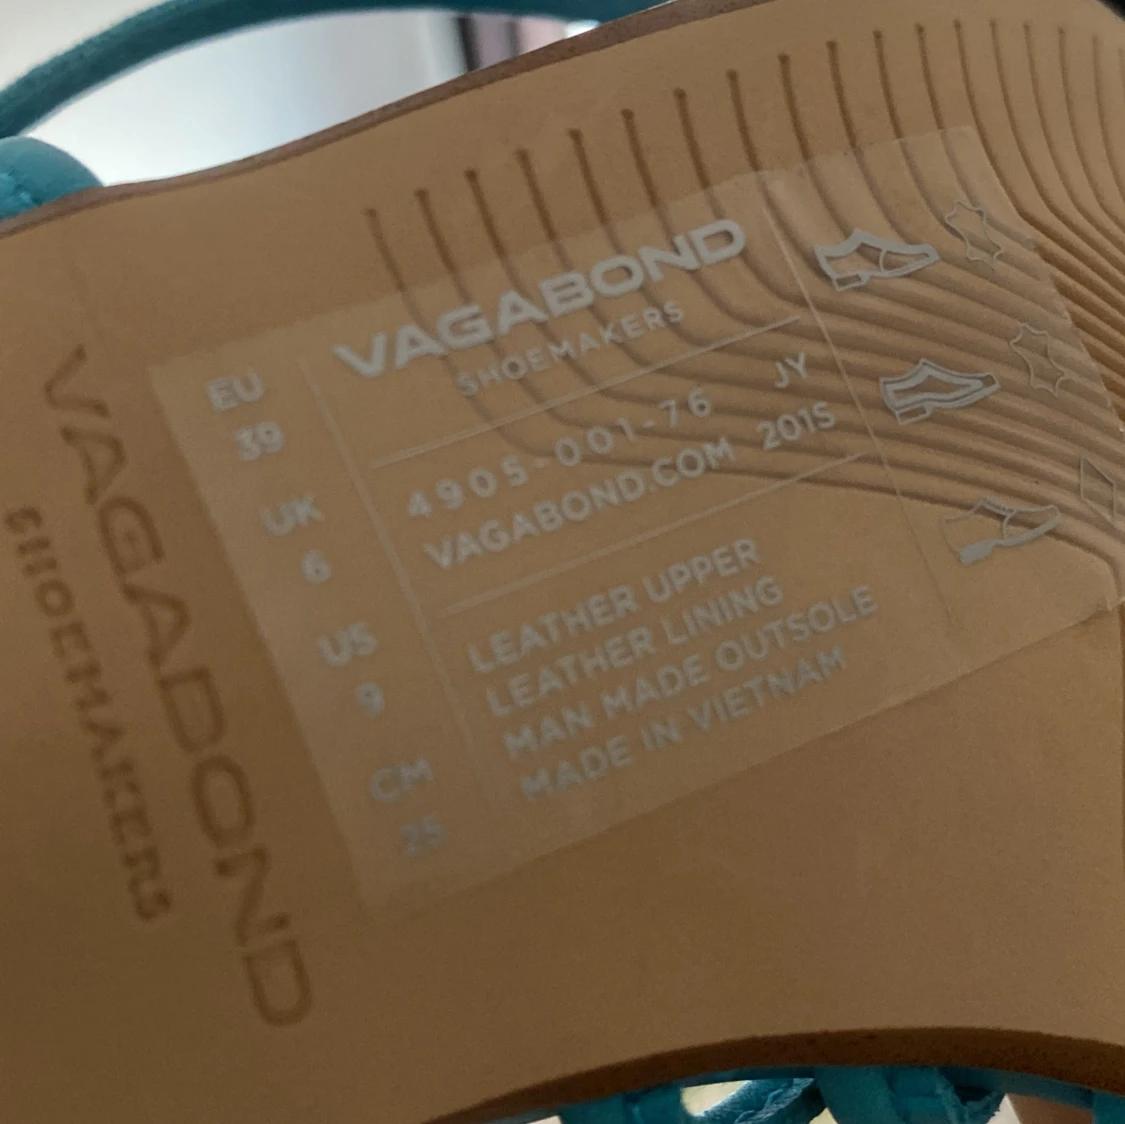 VAGABOND
SHOEMAKERS
EU
39
UK
6
US
9
CM
25
VAGABOND
SHOEMAKERS
4905-001-76 JY
VAGABOND.COM 201S
LEATHER UPPER
LEATHER LINING
MAN MADE OUTSOLE
MADE IN VIETNAM